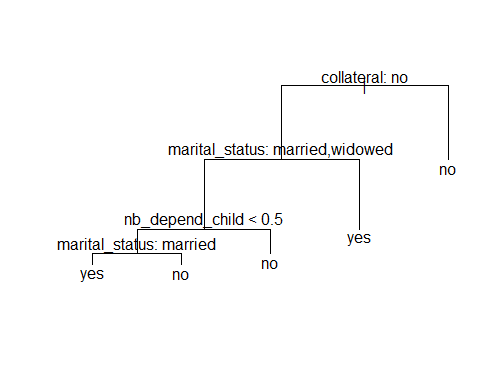 collateral: no
marital_status: married,widowed
no
nb_depend_child < 0.5
yes
marital_status: married
no
yes
no